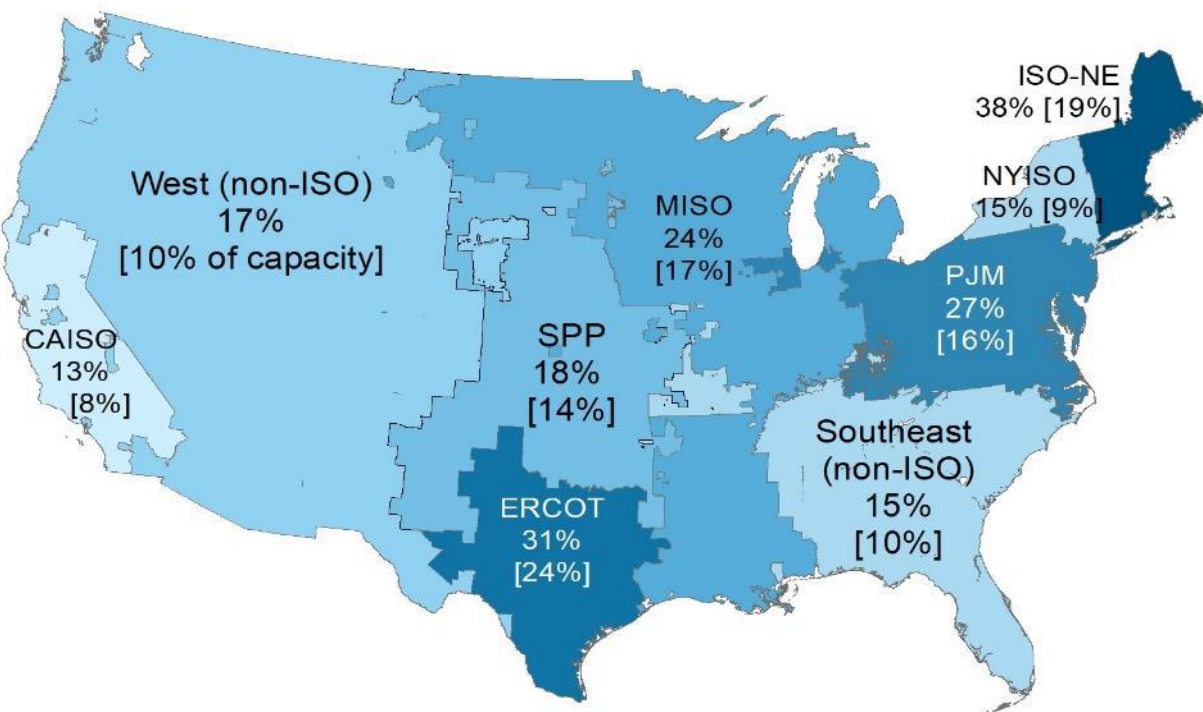 ISO-NE
38% [19%]
West (non-ISO)
17%
[10% of capacity]
NYISO
15% [9%]
MISO
24%
[17%]
PJM
27%
[16%]
CAISO
13%
[8%]
SPP
18%
[14%]
Southeast
(non-ISO)
15%
[10%]
ERCOT
31%
[24%]